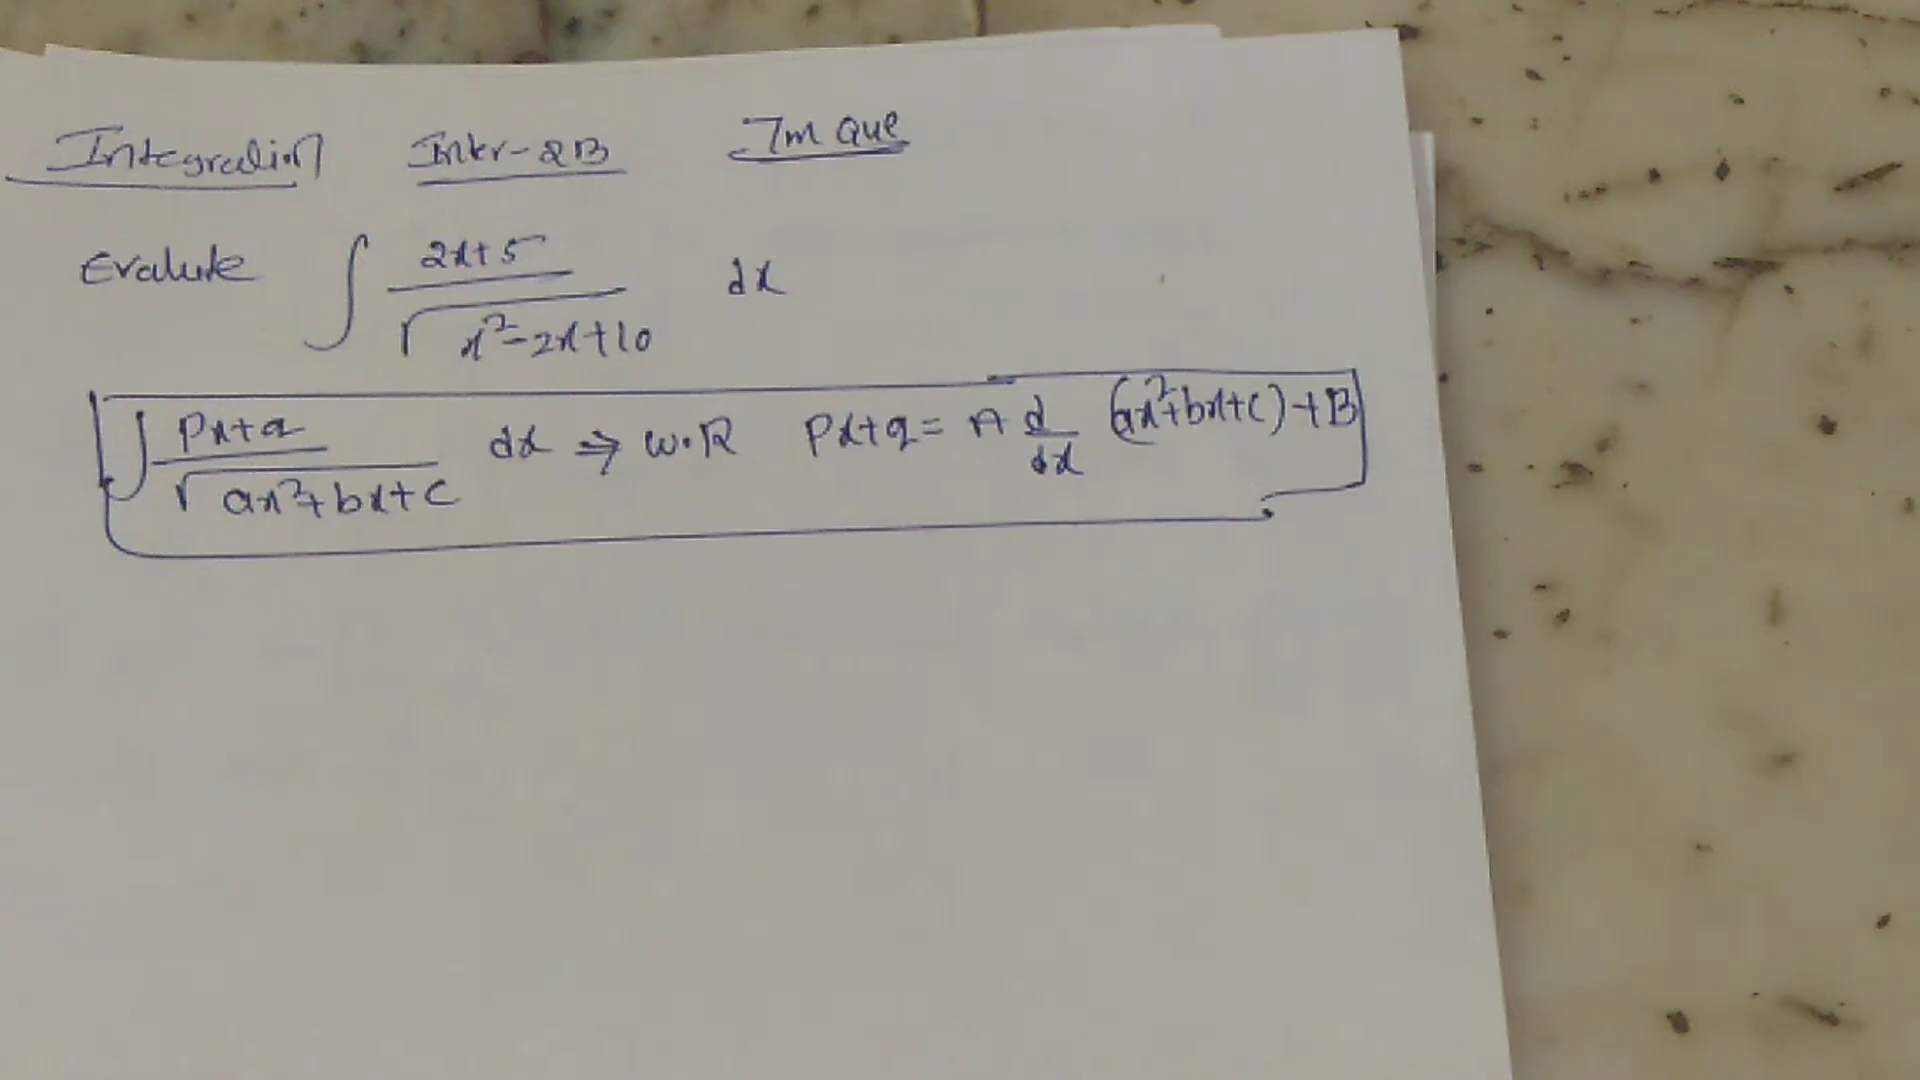 Integration Inter-2B 7m Que
Evalute ∫ 2x+5 / √x²-2x+10 dx
∫ Px+q / √ax²+bx+c dx ⇒ W.R Px+q = A d/dx (ax²+bx+c)+B